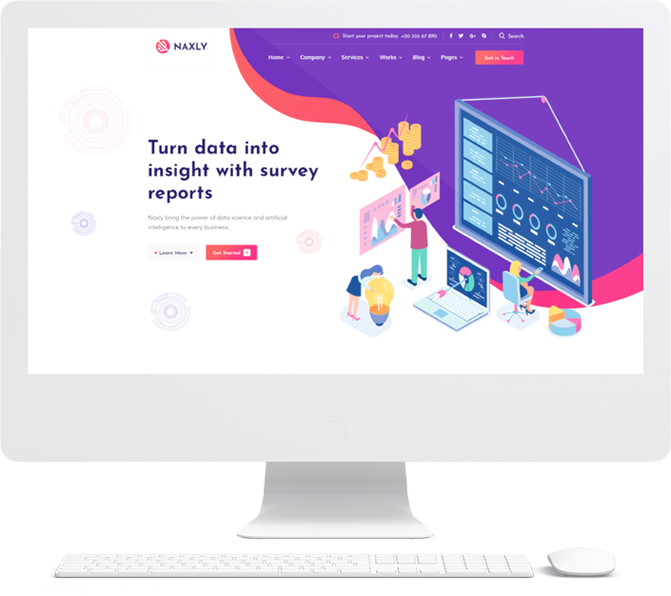 NAXLY
Start your project today +00 555 67 890
Search
Home Company Services Works Blog Pages
Get in Touch
Turn data into
insight with survey
reports
Naxly bring the power of data science and artificial
intelligence to every business.
Learn More
Get Started